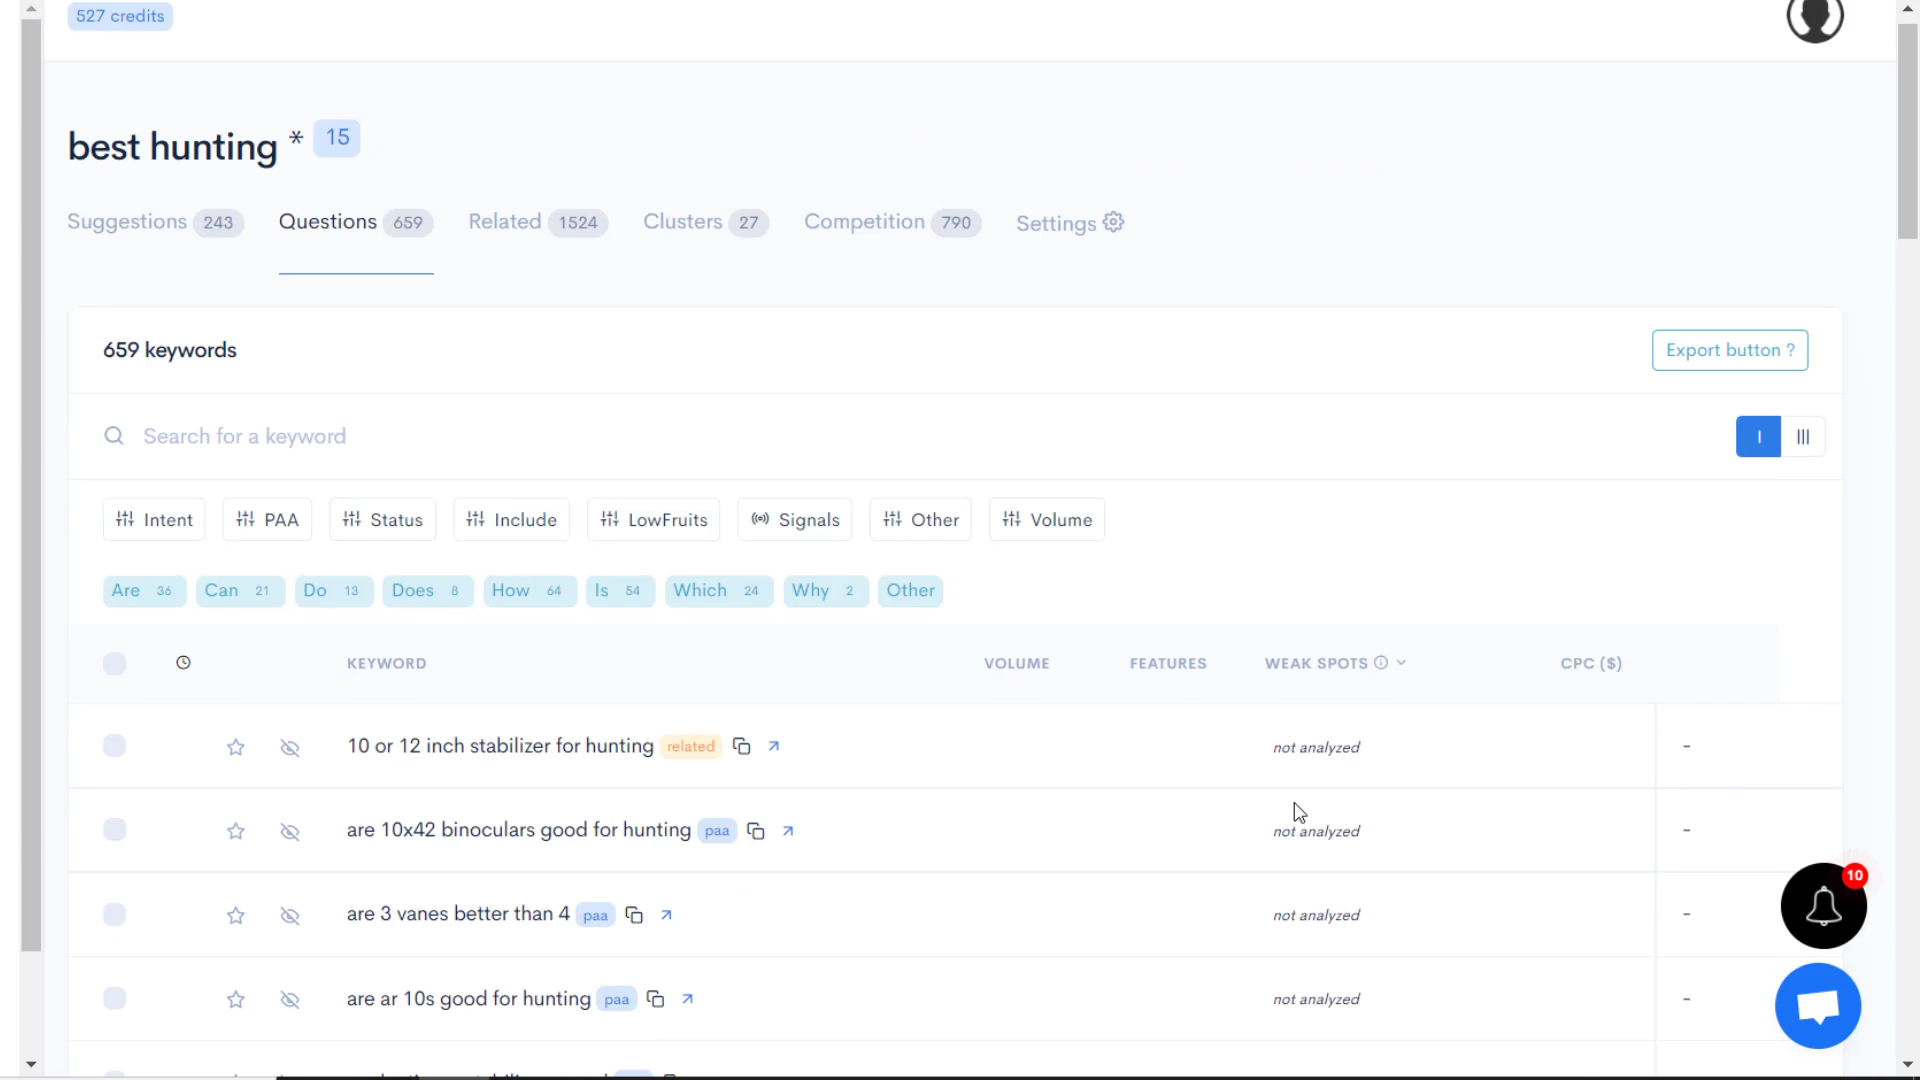 527 credits
best hunting * 15
Suggestions 243 Questions 659 Related 1524 Clusters 27 Competition 790 Settings
659 keywords Export button ?
Search for a keyword
Intent PAA Status Include LowFruits Signals Other Volume
Are 36 Can 21 Do 13 Does 8 How 64 Is 54 Which 24 Why 2 Other
KEYWORD VOLUME FEATURES WEAK SPOTS CPC ($)
10 or 12 inch stabilizer for hunting related not analyzed -
are 10x42 binoculars good for hunting paa not analyzed -
10
are 3 vanes better than 4 paa not analyzed -
are ar 10s good for hunting paa not analyzed -